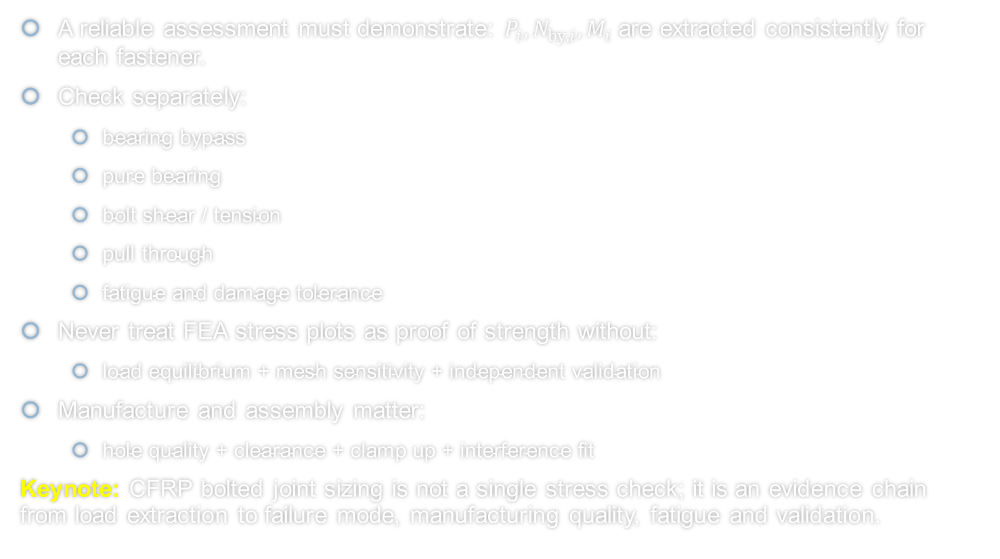 A reliable assessment must demonstrate: P_i, N_by,i, M_i are extracted consistently for
each fastener.
Check separately:
bearing bypass
pure bearing
bolt shear / tension
pull through
fatigue and damage tolerance
Never treat FEA stress plots as proof of strength without:
load equilibrium + mesh sensitivity + independent validation
Manufacture and assembly matter:
hole quality + clearance + clamp up + interference fit
Keynote: CFRP bolted joint sizing is not a single stress check; it is an evidence chain
from load extraction to failure mode, manufacturing quality, fatigue and validation.